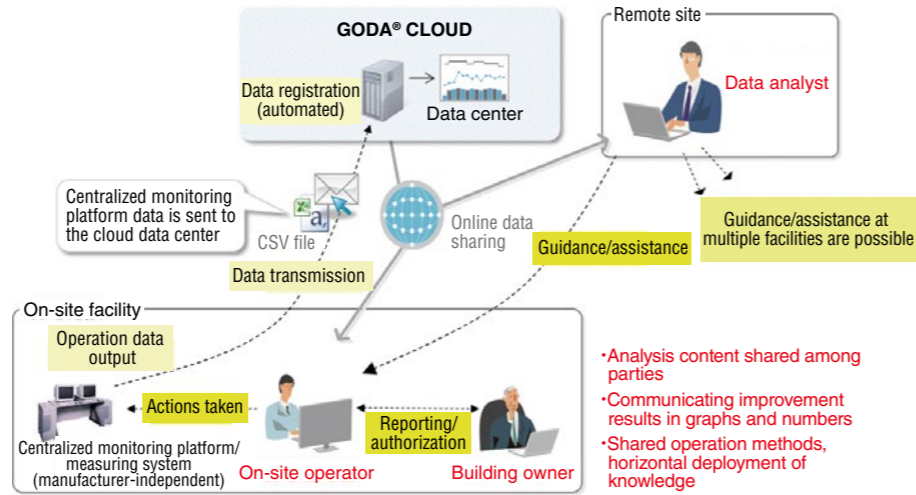 GODA® CLOUD
Data registration
(automated)
Data center
Remote site
Data analyst
Centralized monitoring
platform data is sent to
the cloud data center
a,
CSV file
Online data
sharing
Data transmission
Guidance/assistance
Guidance/assistance at
multiple facilities are possible
On-site facility
Operation data
output
Actions taken
Reporting/
authorization
Centralized monitoring platform/
measuring system
(manufacturer-independent)
On-site operator
Building owner
・Analysis content shared among
parties
・Communicating improvement
results in graphs and numbers
・Shared operation methods,
horizontal deployment of
knowledge